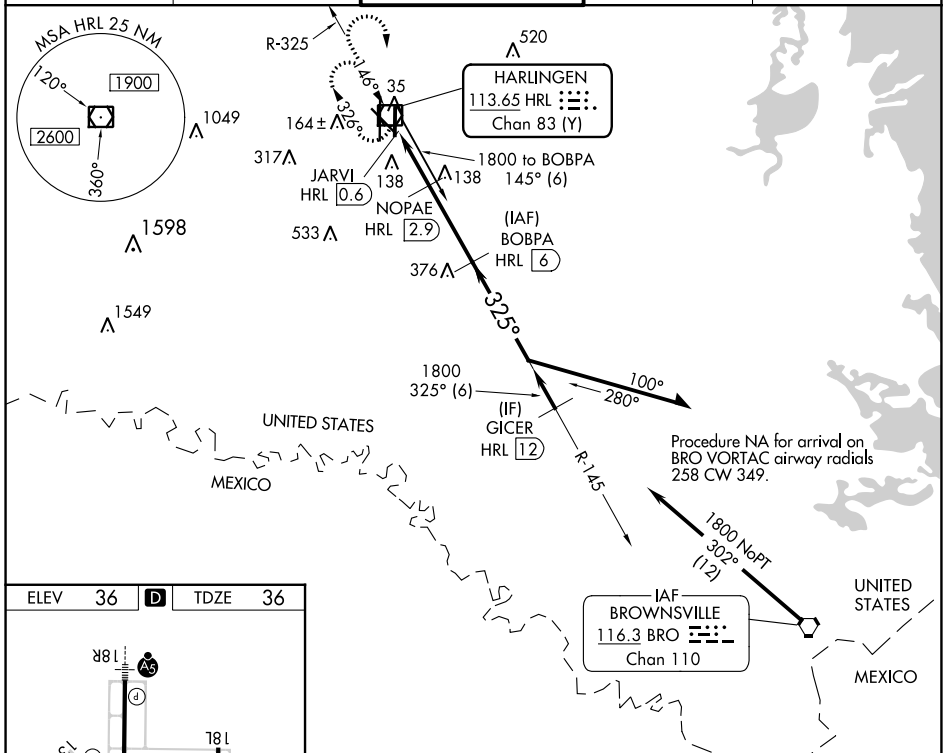 MSA HRL 25 NM
120°
1900
2600
360°
1049
1598
1549
R-325
146°
326°
35
164±
317
533
138
138
376
520
HARLINGEN
113.65 HRL
Chan 83 (Y)
1800 to BOBPA
145° (6)
JARVI
HRL 0.6
NOPAE
HRL 2.9
(IAF)
BOBPA
HRL 6
325°
1800
325° (6)
(IF)
GICER
HRL 12
100°
280°
R-145
UNITED STATES
MEXICO
Procedure NA for arrival on
BRO VORTAC airway radials
258 CW 349.
1800 NoPT
302°
(12)
IAF
BROWNSVILLE
116.3 BRO
Chan 110
UNITED
STATES
MEXICO
ELEV 36 D TDZE 36
18R
A5
P
18L